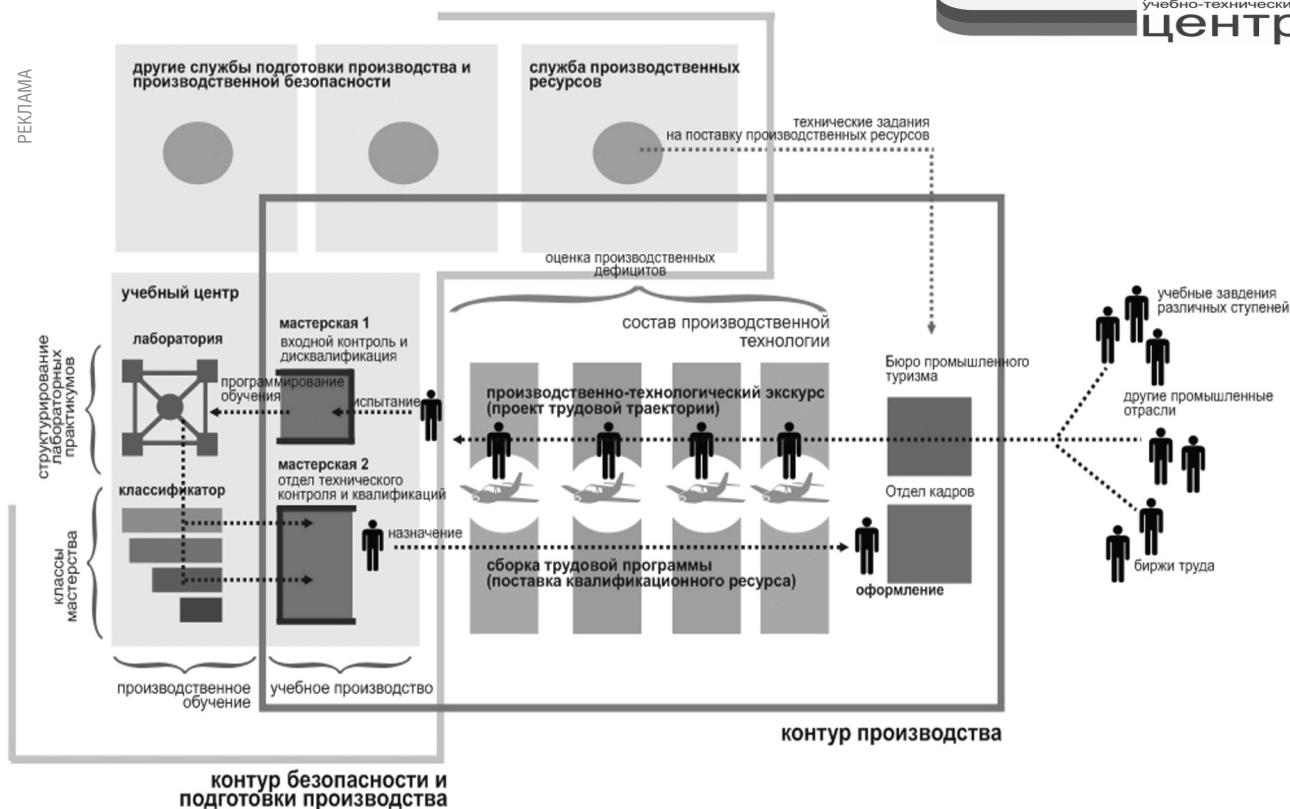 учебно-технически
центр
РЕКЛАМА
другие службы подготовки производства и
производственной безопасности
служба производственных
ресурсов
технические задания
на поставку производственных ресурсов
оценка производственных
дефицитов
учебный центр
лаборатория
мастерская 1
входной контроль и
дисквалификация
состав производственной
технологии
учебные завдения
различных ступеней
Бюро промышленного
туризма
структурирование
лабораторных
практикумов
программирование
обучения
испытание
производственно-технологический экскурс
(проект трудовой траектории)
другие промышленные
отрасли
мастерская 2
отдел технического
контроля и квалификаций
классификатор
Отдел кадров
классы
мастерства
назначение
сборка трудовой программы
(поставка квалификационного ресурса)
оформление
биржи труда
производственное
обучение
учебное производство
контур производства
контур безопасности и
подготовки производства